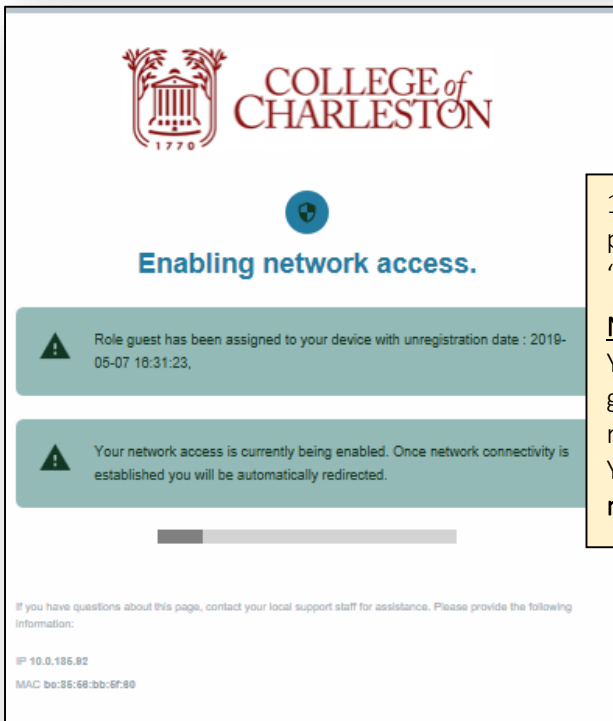 COLLEGE of
CHARLESTON
1770
Enabling network access.
Role guest has been assigned to your device with unregistration date : 2019-
05-07 16:31:23,
Your network access is currently being enabled. Once network connectivity is
established you will be automatically redirected.
If you have questions about this page, contact your local support staff for assistance. Please provide the following
information:
IP 10.0.185.92